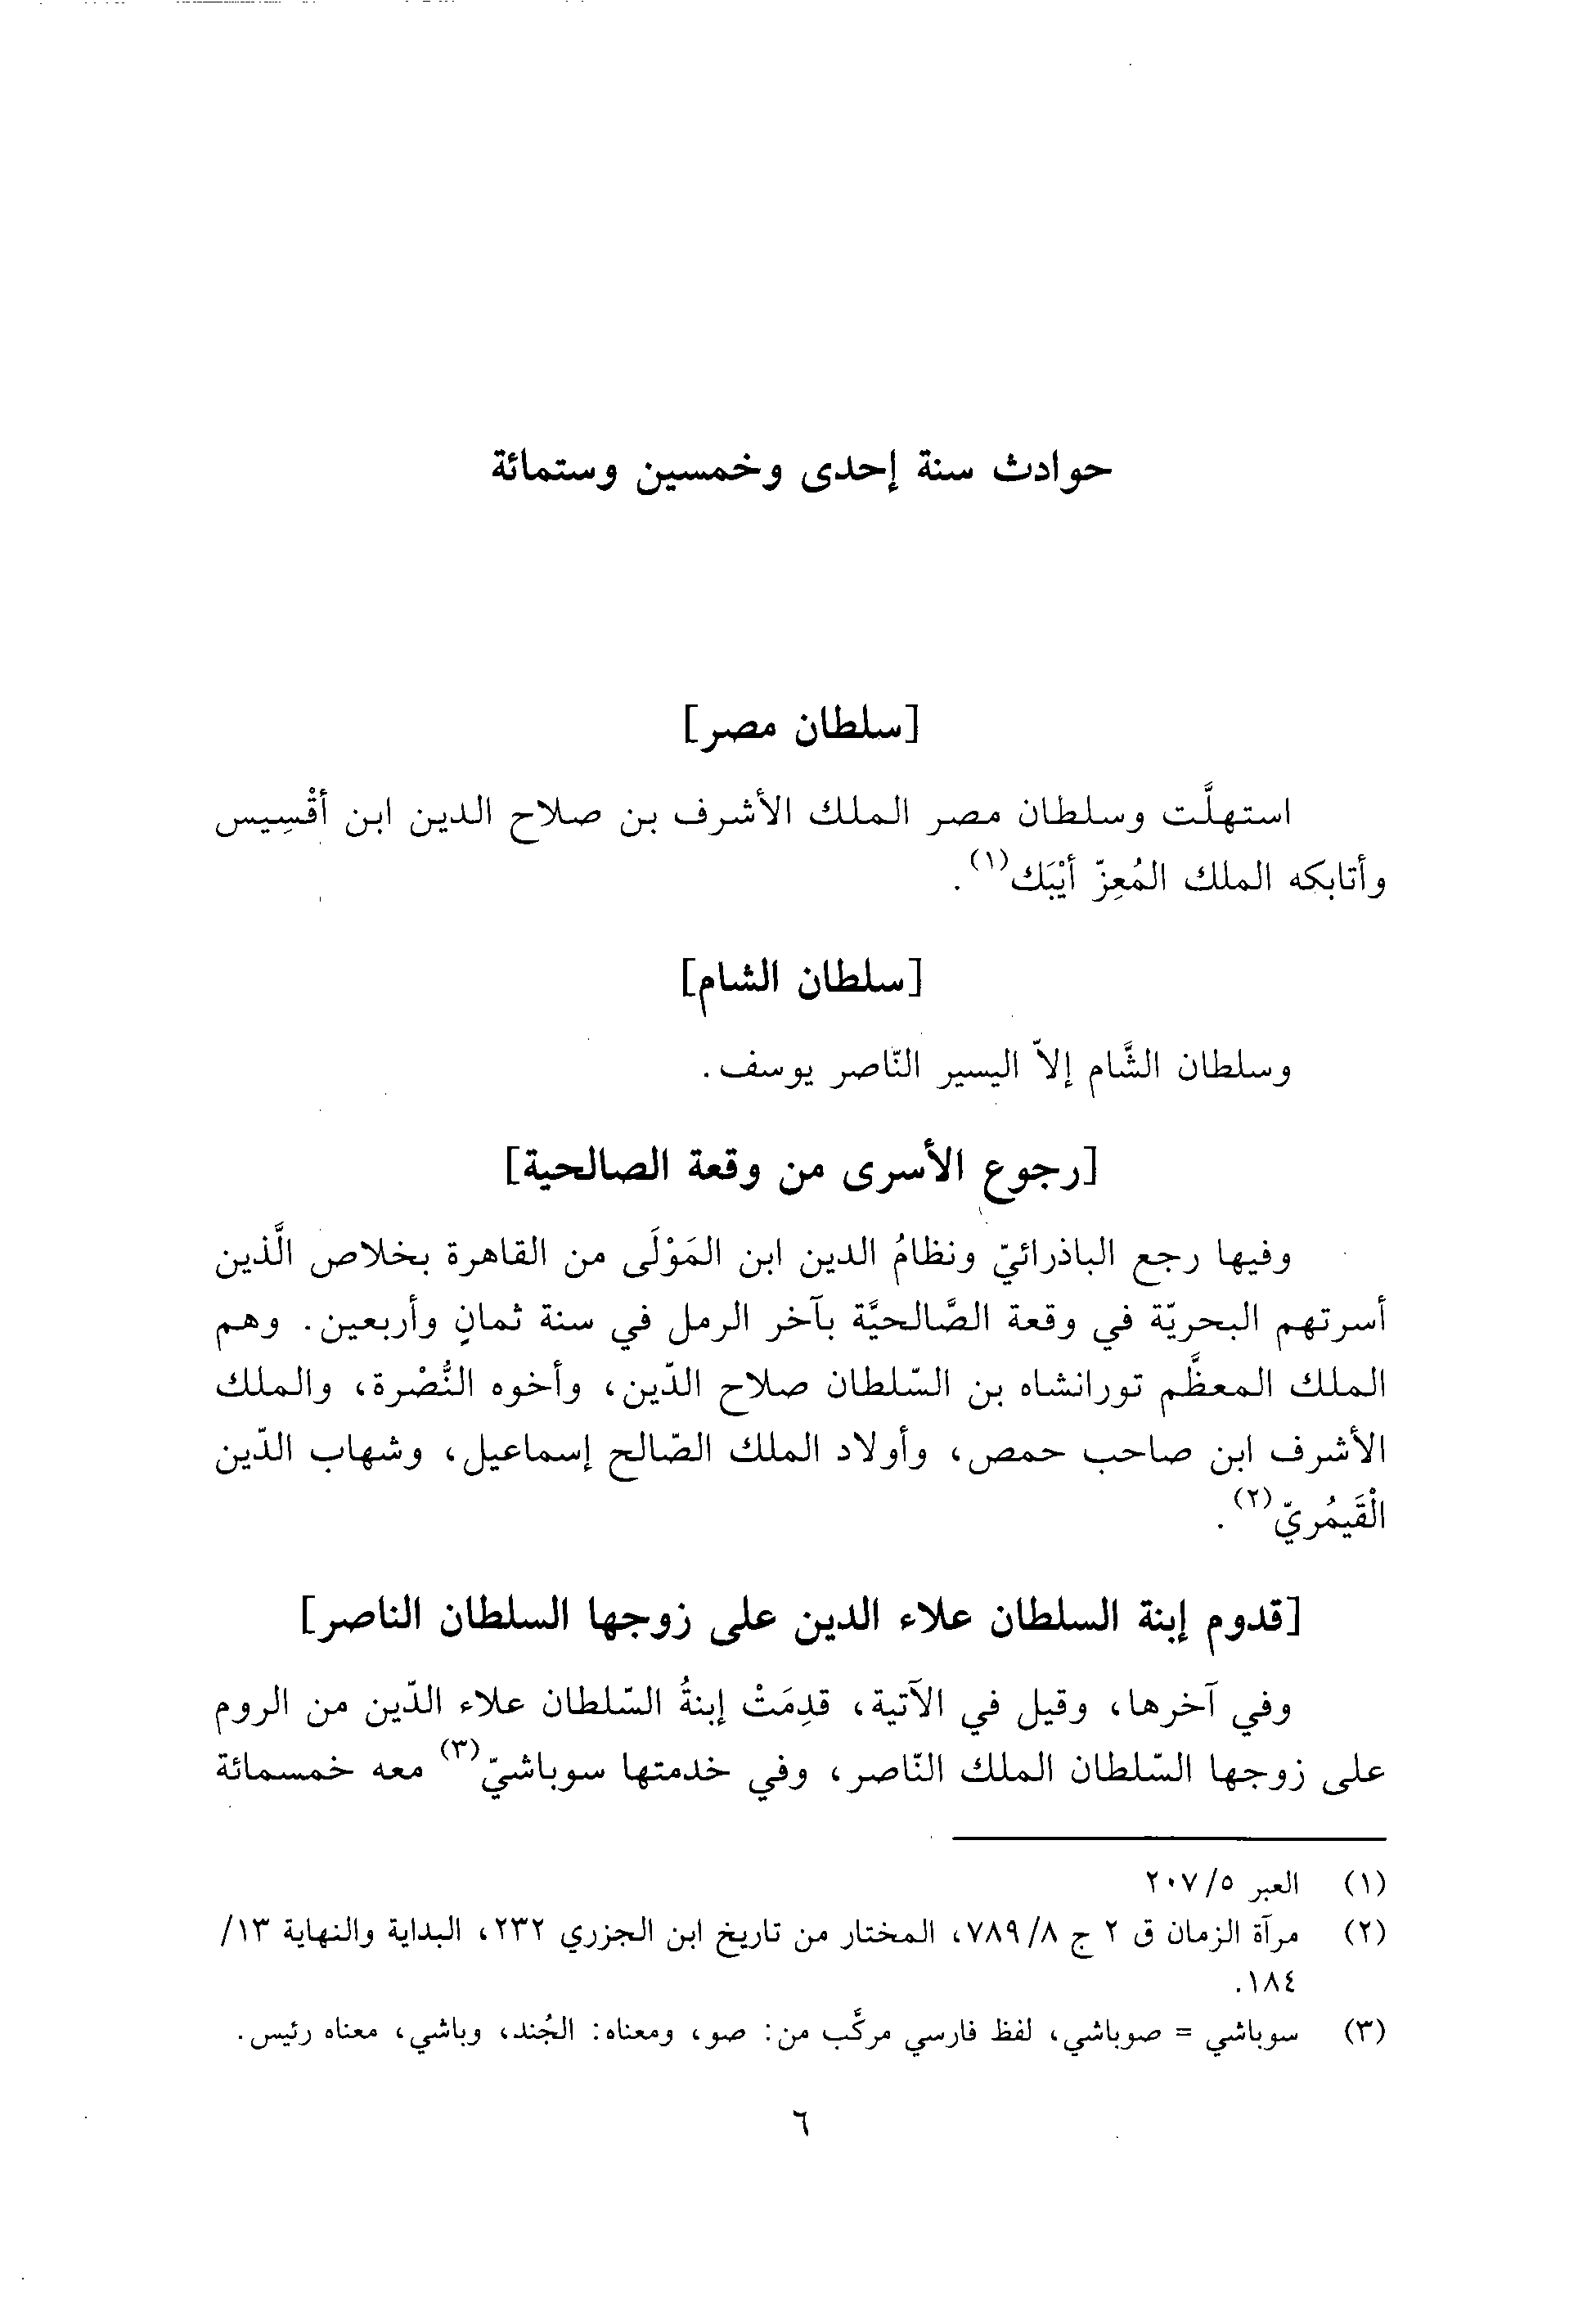 حوادث سنة إحدى وخمسين وستمائة
[سلطان مصر]
استهلَّت وسلطان مصر الملك الأشرف بن صلاح الدين ابن أقْسِيس
وأتابكه الملك المُعِزّ أيْبَك(١).
[سلطان الشام]
وسلطان الشَّام إلاّ اليسير النّاصر يوسف.
[رجوع الأسرى من وقعة الصالحية]
وفيها رجع الباذرائيّ ونظامُ الدين ابن المَوْلَى من القاهرة بخلاص الَّذين
أسرتهم البحريّة في وقعة الصَّالحيَّة بآخر الرمل في سنة ثمانٍ وأربعين. وهم
الملك المعظَّم تورانشاه بن السّلطان صلاح الدّين، وأخوه النُّصْرة، والملك
الأشرف ابن صاحب حمص، وأولاد الملك الصّالح إسماعيل، وشهاب الدّين
الْقَيمُريّ(٢).
[قدوم إبنة السلطان علاء الدين على زوجها السلطان الناصر]
وفي آخرها، وقيل في الآتية، قدِمَتْ إبنةُ السّلطان علاء الدّين من الروم
على زوجها السّلطان الملك النّاصر، وفي خدمتها سوباشيّ(٣) معه خمسمائة
(١) العبر ٥/ ٢٠٧
(٢) مرآة الزمان ق ٢ ج ٨/ ٧٨٩، المختار من تاريخ ابن الجزري ٢٣٢، البداية والنهاية ١٣/
١٨٤.
(٣) سوباشي = صوباشي، لفظ فارسي مركَّب من: صو، ومعناه: الجُند، وباشي، معناه رئيس.
٦